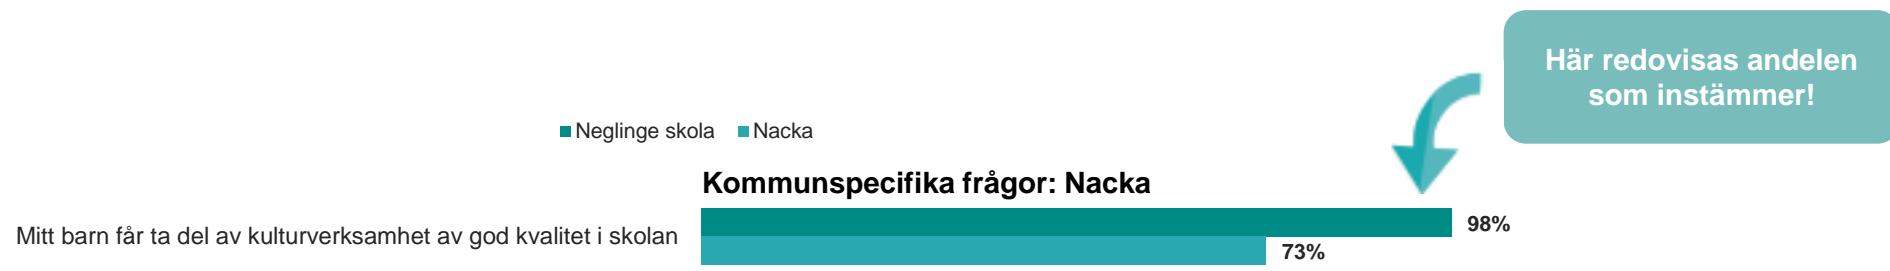 Här redovisas andelen
som instämmer!
Neglinge skola Nacka
Kommunspecifika frågor: Nacka
Mitt barn får ta del av kulturverksamhet av god kvalitet i skolan
98%
73%